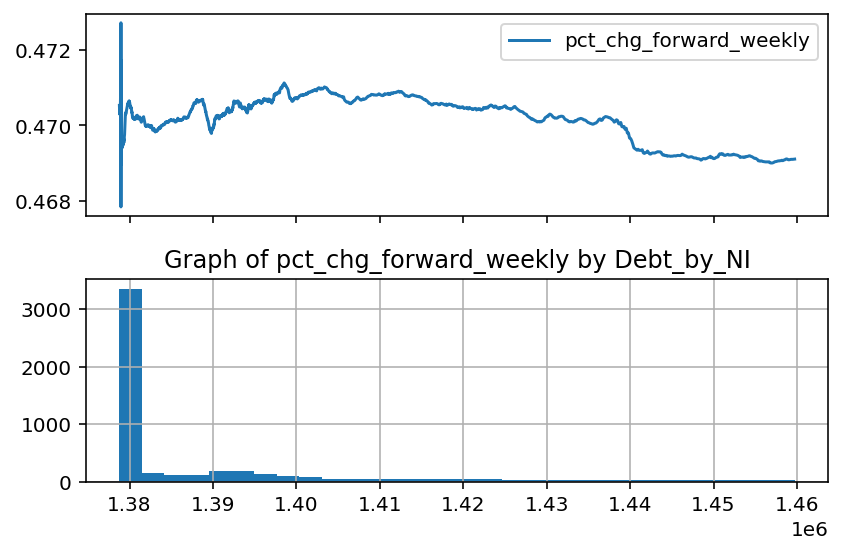 0.472
0.470
0.468
pct_chg_forward_weekly
Graph of pct_chg_forward_weekly by Debt_by_NI
3000
2000
1000
0
1.38 1.39 1.40 1.41 1.42 1.43 1.44 1.45 1.46
1e6